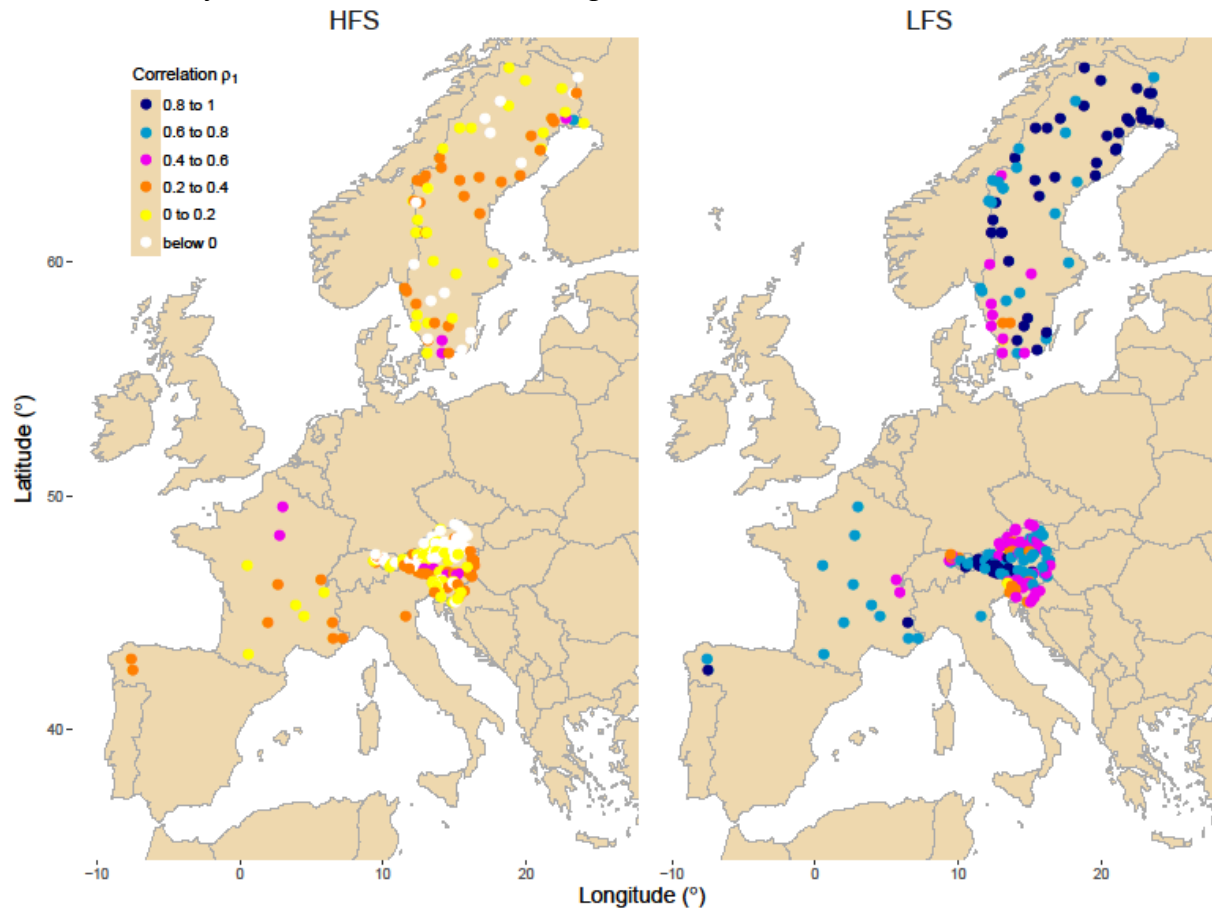 HFS
LFS
Correlation ρ1
0.8 to 1
0.6 to 0.8
0.4 to 0.6
0.2 to 0.4
0 to 0.2
below 0
Latitude (°)
60
50
40
−10 0 10 20
−10 0 10 20
Longitude (°)